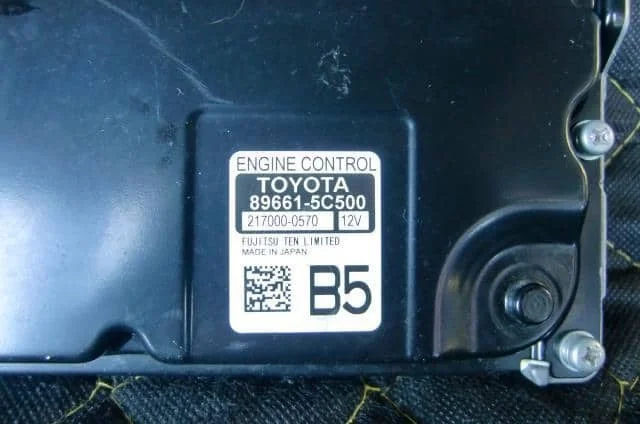 ENGINE CONTROL
TOYOTA
89661-5C500
217000-0570 12V
FUJITSU TEN LIMITED
MADE IN JAPAN
B5